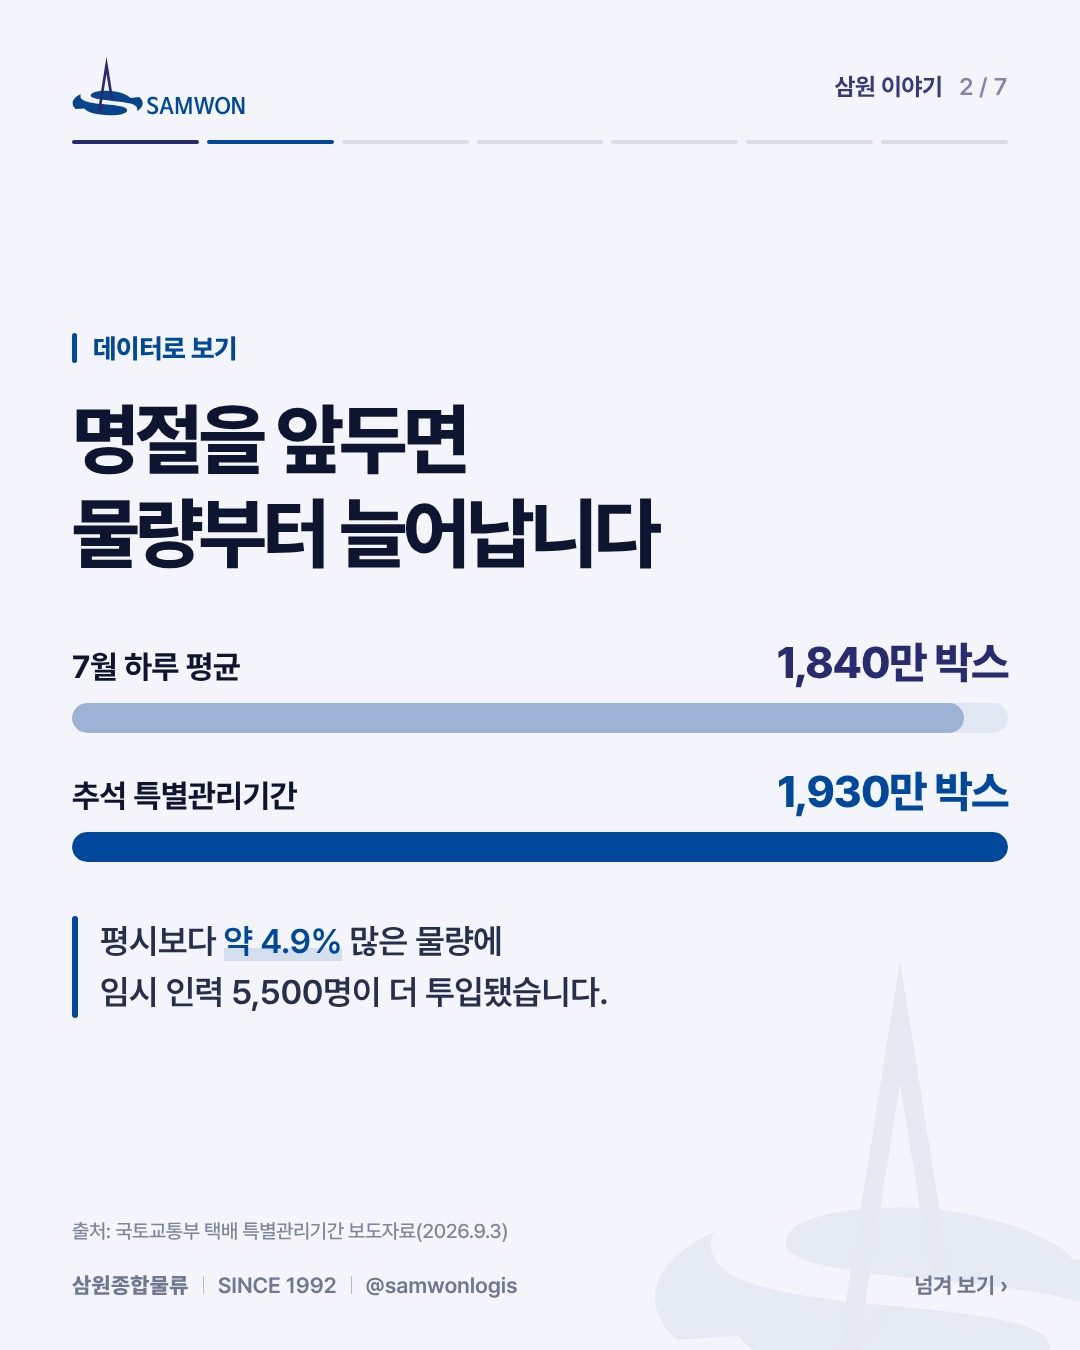 SAMWON
삼원 이야기 2 / 7
데이터로 보기
명절을 앞두면
물량부터 늘어납니다
7월 하루 평균 1,840만 박스
추석 특별관리기간 1,930만 박스
평시보다 약 4.9% 많은 물량에
임시 인력 5,500명이 더 투입됐습니다.
출처: 국토교통부 택배 특별관리기간 보도자료(2026.9.3)
삼원종합물류 | SINCE 1992 | @samwonlogis 넘겨 보기 ›